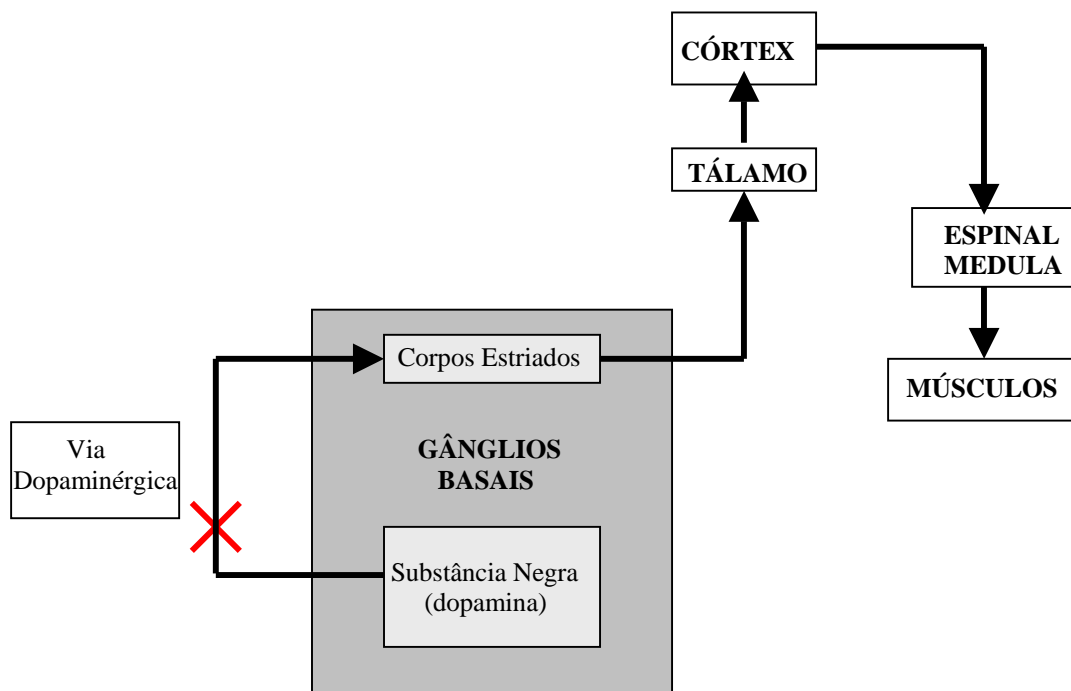 CÓRTEX
TÁLAMO
ESPINAL
MEDULA
MÚSCULOS
Corpos Estriados
GÂNGLIOS
BASAIS
Via
Dopaminérgica
Substância Negra
(dopamina)